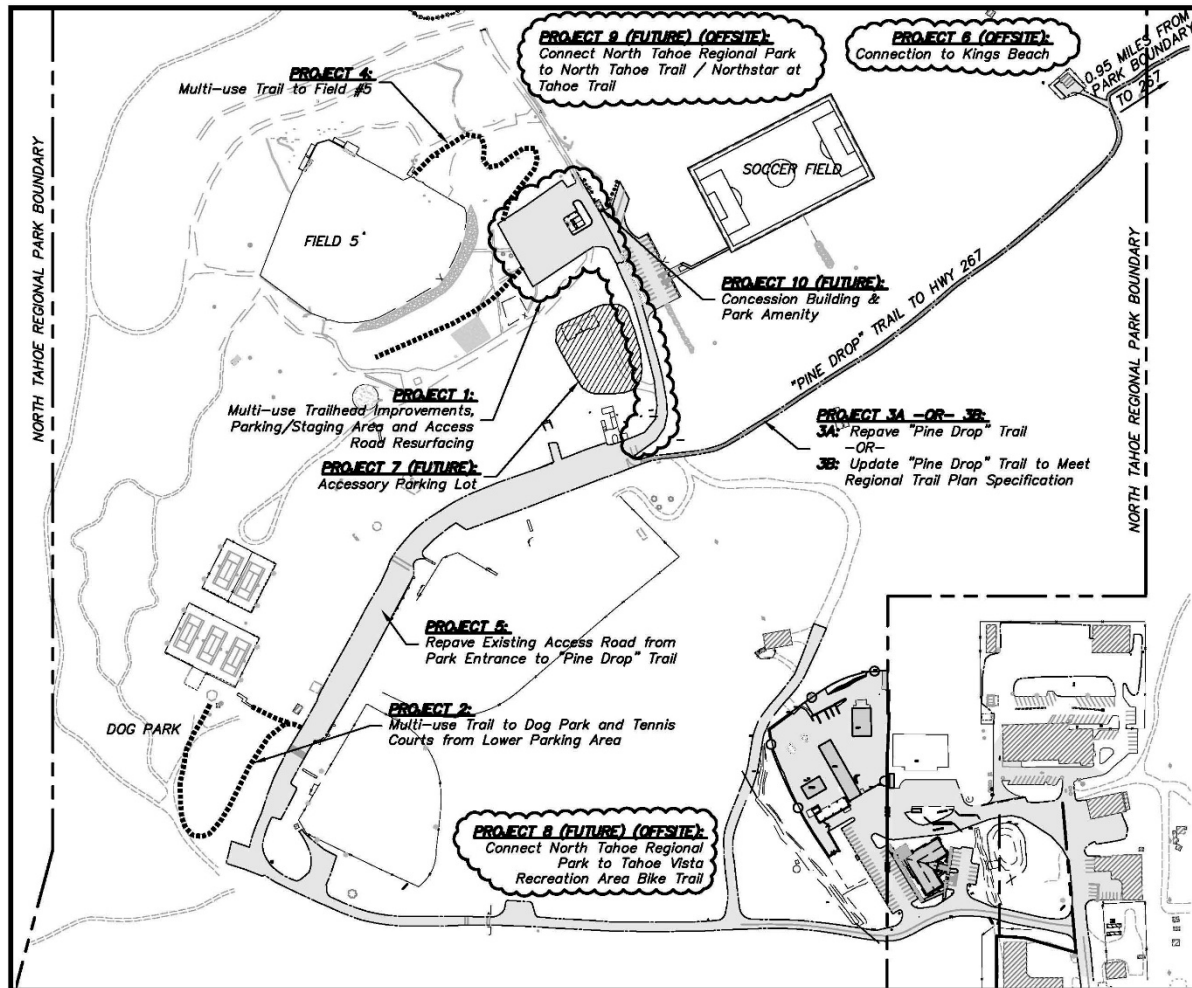 PROJECT 9 (FUTURE) (OFFSITE):
Connect North Tahoe Regional Park
to North Tahoe Trail / Northstar at
Tahoe Trail
PROJECT 6 (OFFSITE):
Connection to Kings Beach
0.95 MILES FROM
PARK BOUNDARY
TO 267
PROJECT 4:
Multi-use Trail to Field #5
NORTH TAHOE REGIONAL PARK BOUNDARY
SOCCER FIELD
FIELD 5
PROJECT 10 (FUTURE):
Concession Building &
Park Amenity
"PINE DROP" TRAIL TO HWY 267
NORTH TAHOE REGIONAL PARK BOUNDARY
PROJECT 1:
Multi-use Trailhead Improvements,
Parking/Staging Area and Access
Road Resurfacing
PROJECT 7 (FUTURE):
Accessory Parking Lot
PROJECT 3A -OR- 3B:
3A: Repave "Pine Drop" Trail
-OR-
3B: Update "Pine Drop" Trail to Meet
Regional Trail Plan Specification
PROJECT 5:
Repave Existing Access Road from
Park Entrance to "Pine Drop" Trail
PROJECT 2:
Multi-use Trail to Dog Park and Tennis
Courts from Lower Parking Area
DOG PARK
PROJECT 8 (FUTURE) (OFFSITE):
Connect North Tahoe Regional
Park to Tahoe Vista
Recreation Area Bike Trail